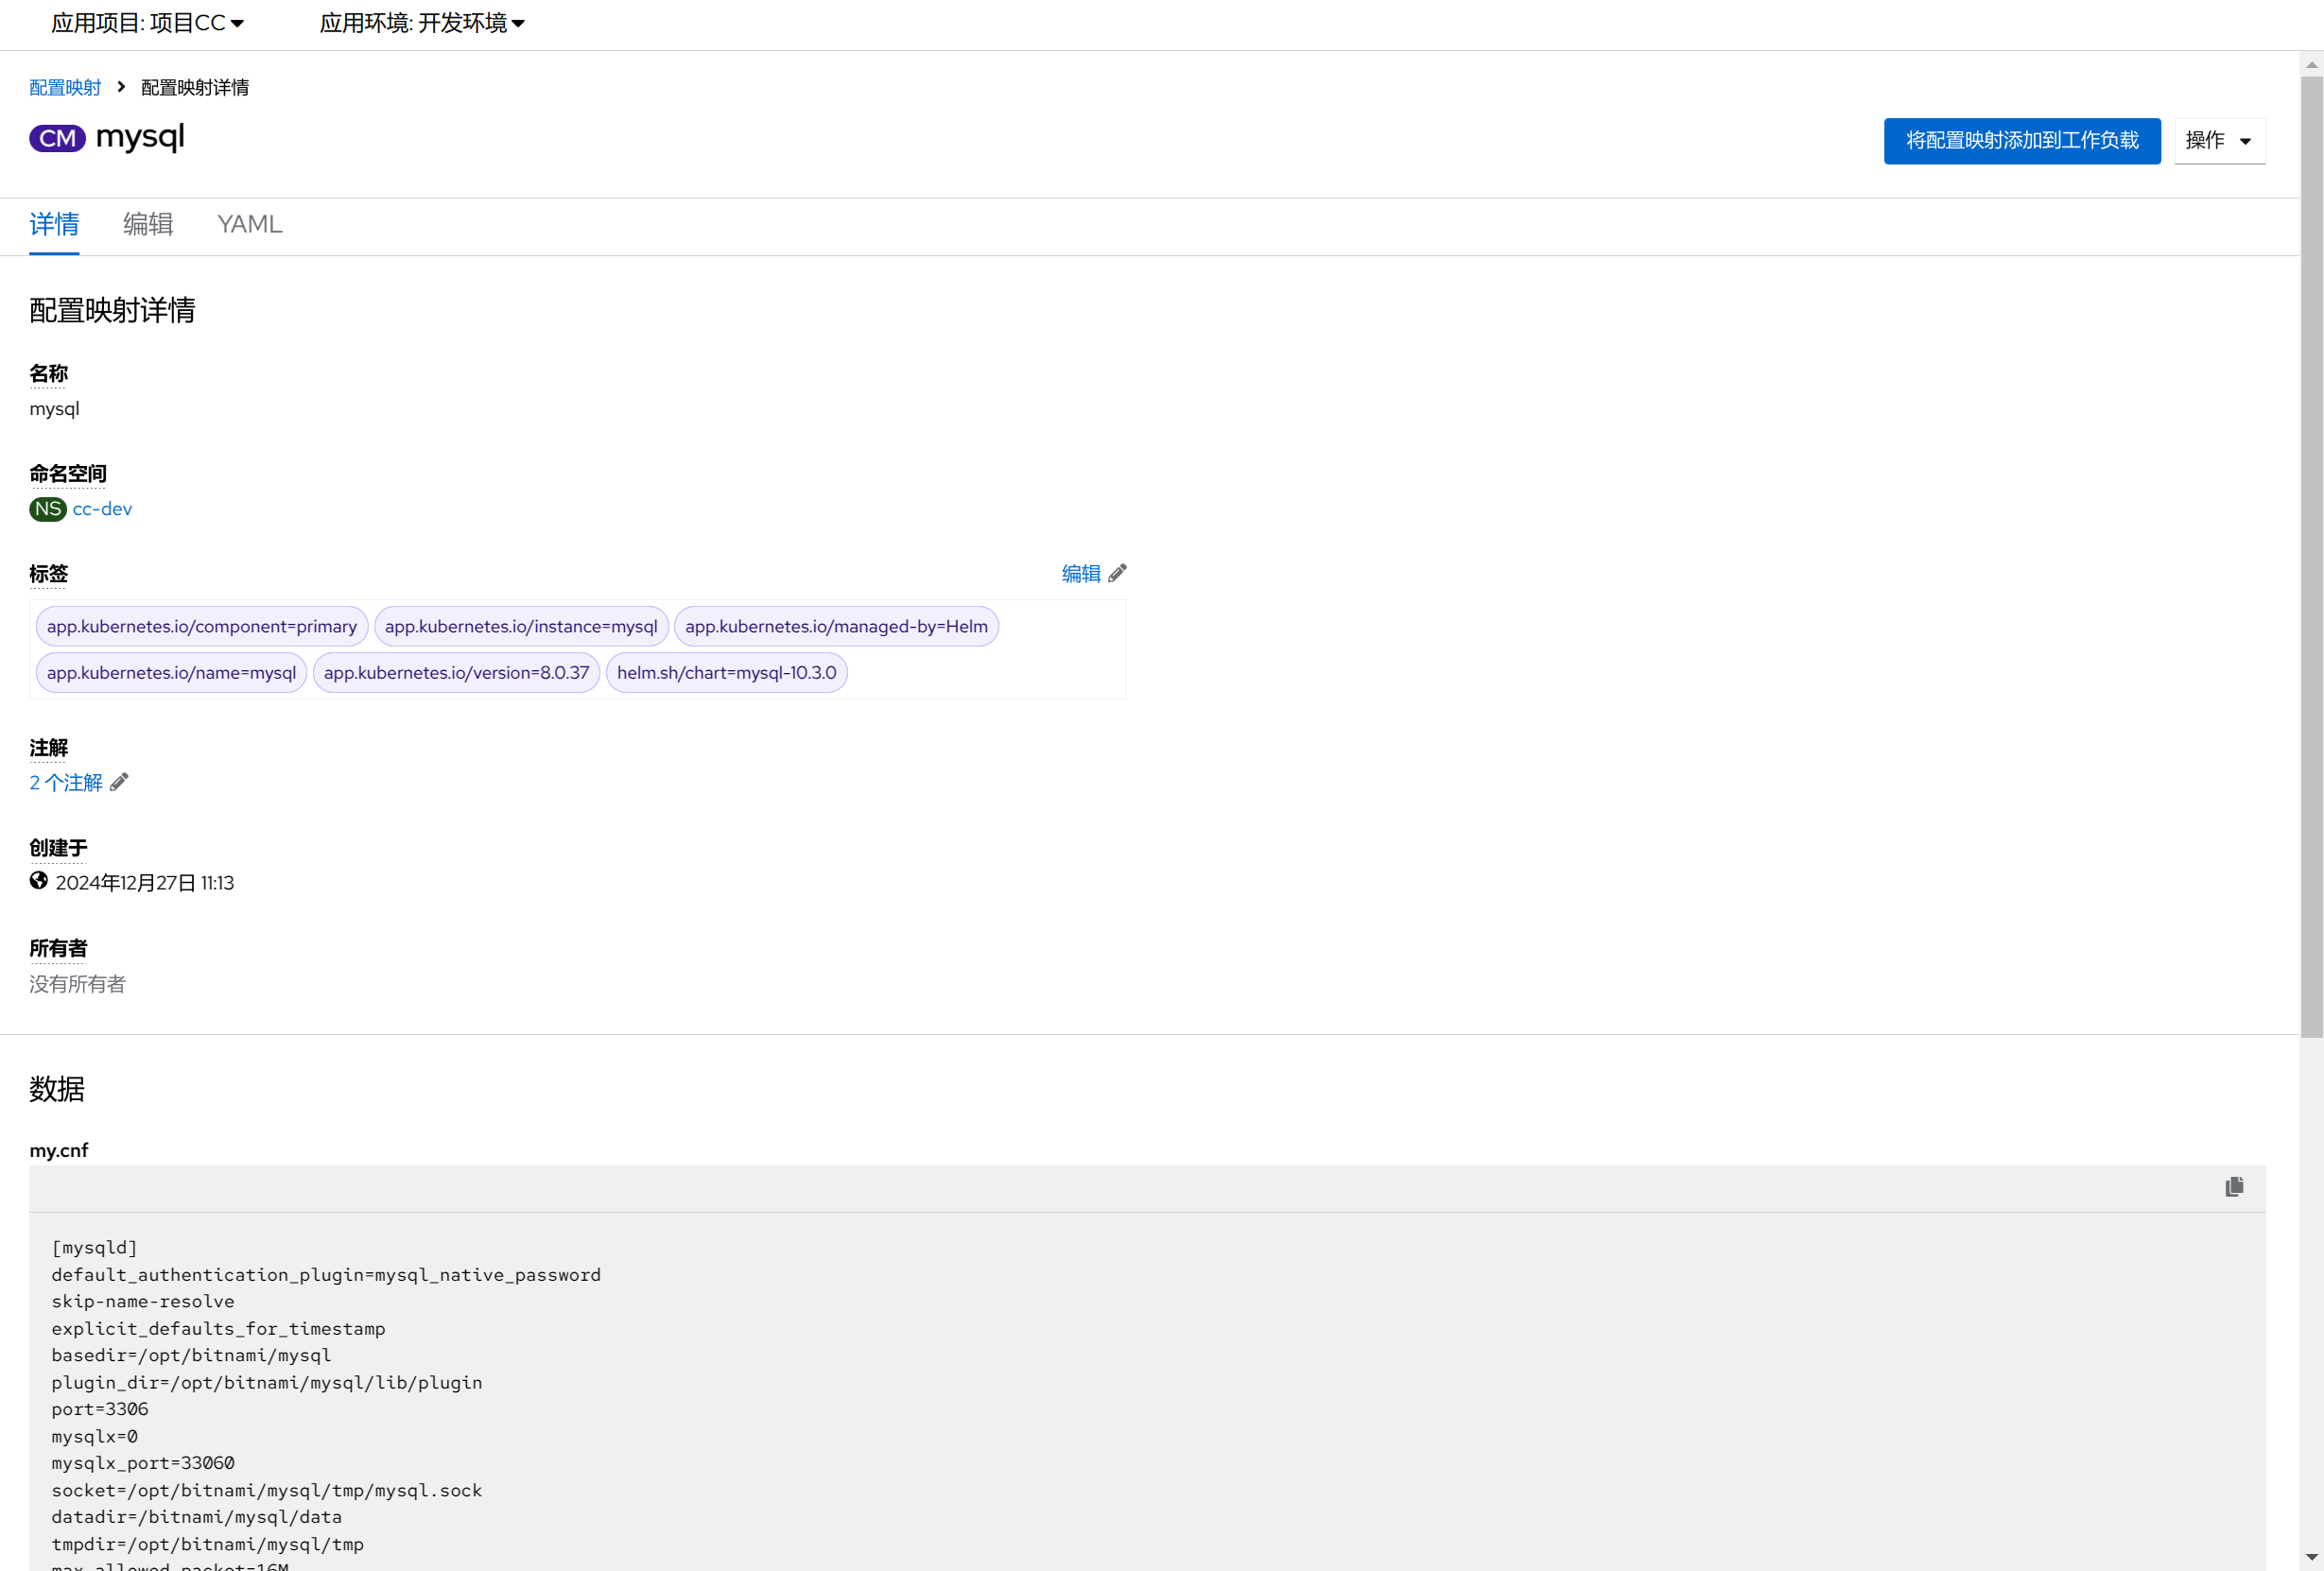 应用项目: 项目CC 应用环境: 开发环境
配置映射 配置映射详情
CM mysql
将配置映射添加到工作负载 操作
详情 编辑 YAML
配置映射详情
名称
mysql
命名空间
NS cc-dev
标签 编辑
app.kubernetes.io/component=primary app.kubernetes.io/instance=mysql app.kubernetes.io/managed-by=Helm
app.kubernetes.io/name=mysql app.kubernetes.io/version=8.0.37 helm.sh/chart=mysql-10.3.0
注解
2 个注解
创建于
2024年12月27日 11:13
所有者
没有所有者
数据
my.cnf
[mysqld]
default_authentication_plugin=mysql_native_password
skip-name-resolve
explicit_defaults_for_timestamp
basedir=/opt/bitnami/mysql
plugin_dir=/opt/bitnami/mysql/lib/plugin
port=3306
mysqlx=0
mysqlx_port=33060
socket=/opt/bitnami/mysql/tmp/mysql.sock
datadir=/bitnami/mysql/data
tmpdir=/opt/bitnami/mysql/tmp
max_allowed_packet=16M